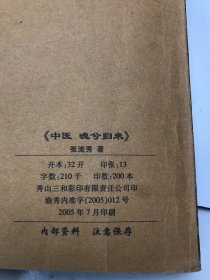 《中医 魂兮归来》
张流秀 著
开本：32开 印张：13
字数：210千 印数：200本
秀山三和彩印有限责任公司印
渝秀内准字(2005)012号
2005年7月印刷
内部资料 注意保存